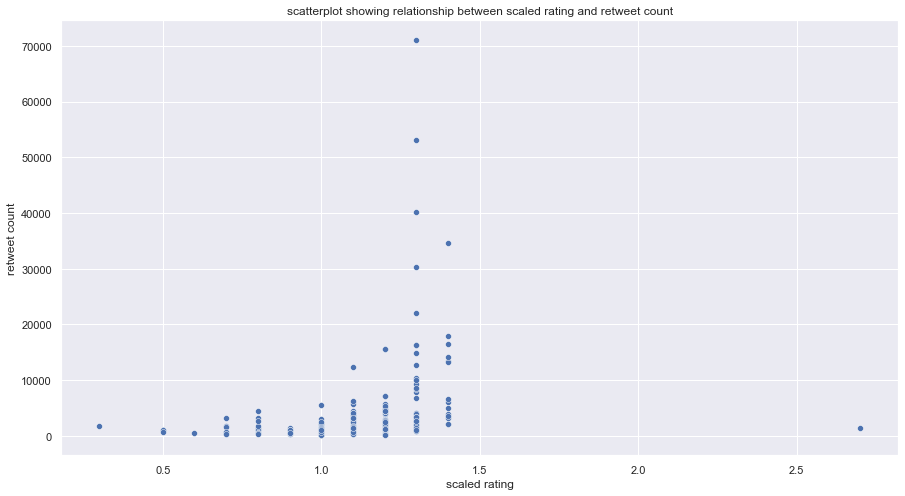 scatterplot showing relationship between scaled rating and retweet count
70000
60000
50000
40000
30000
20000
10000
0
retweet count
0.5 1.0 1.5 2.0 2.5
scaled rating